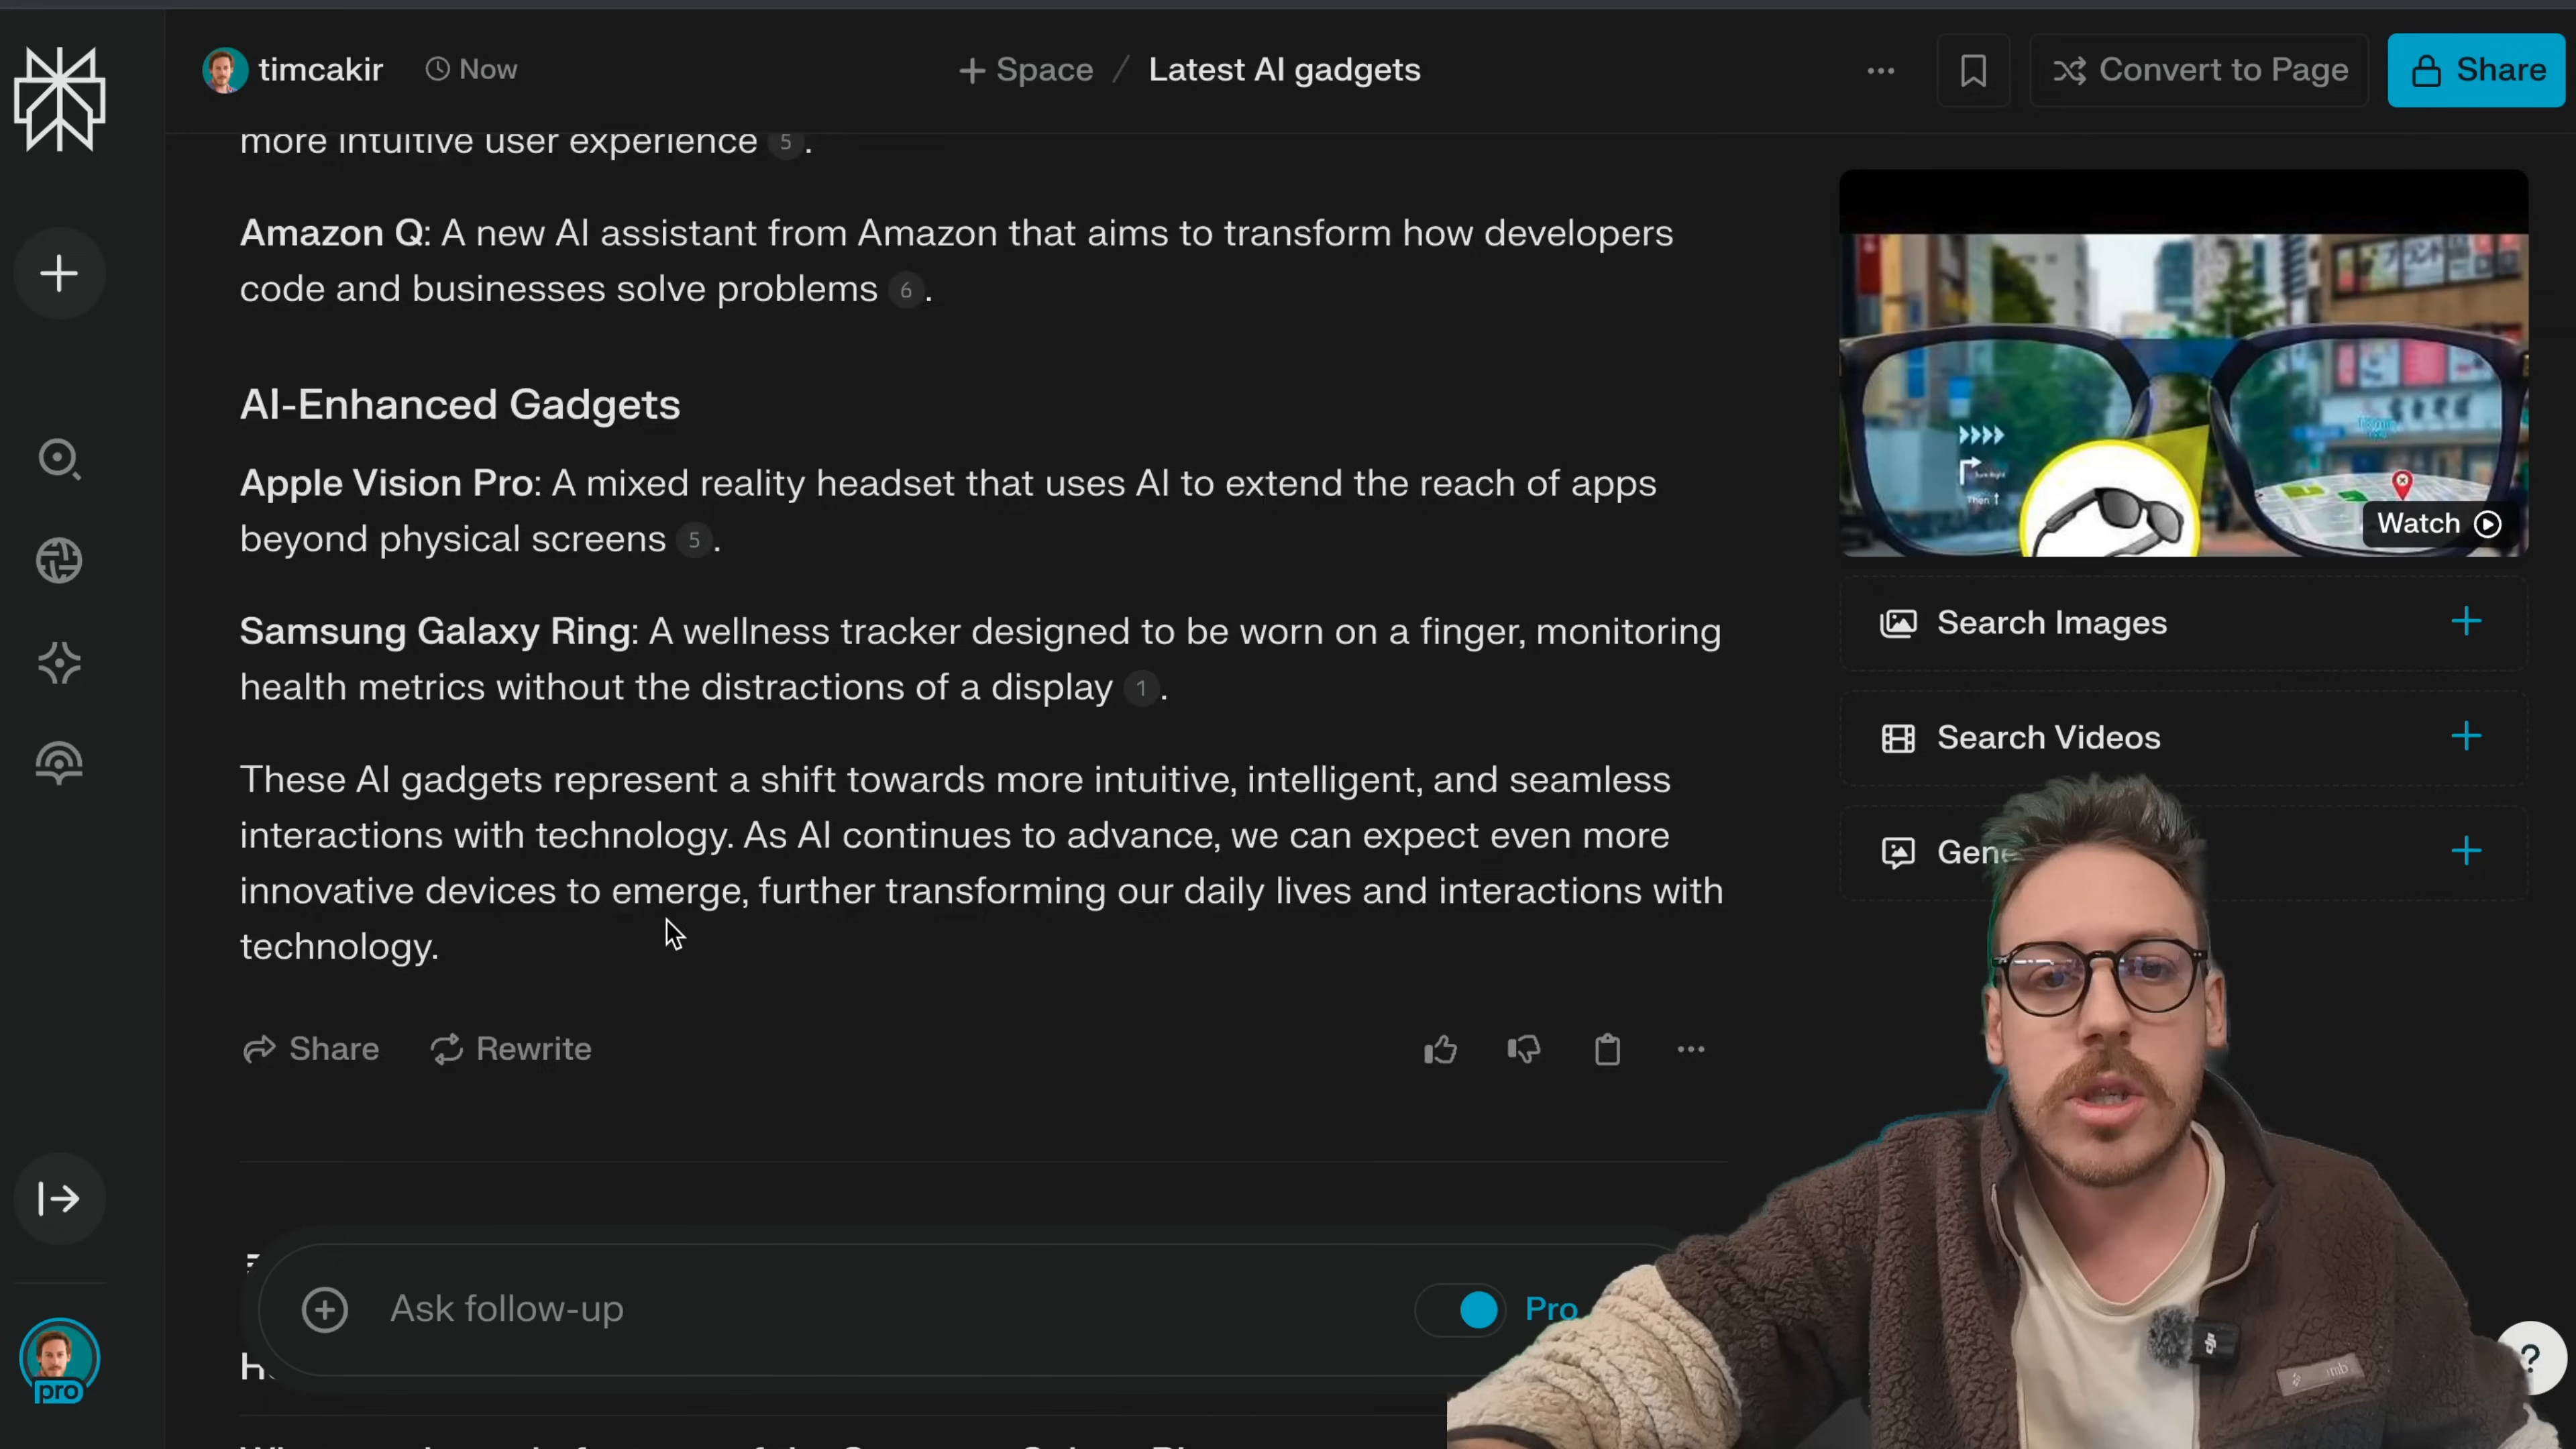 timcakir
Now
+ Space / Latest AI gadgets
Convert to Page
Share
more intuitive user experience 5 .
Amazon Q: A new AI assistant from Amazon that aims to transform how developers
code and businesses solve problems 6 .
AI-Enhanced Gadgets
Apple Vision Pro: A mixed reality headset that uses AI to extend the reach of apps
beyond physical screens 5 .
Samsung Galaxy Ring: A wellness tracker designed to be worn on a finger, monitoring
health metrics without the distractions of a display 1 .
These AI gadgets represent a shift towards more intuitive, intelligent, and seamless
interactions with technology. As AI continues to advance, we can expect even more
innovative devices to emerge, further transforming our daily lives and interactions with
technology.
Share
Rewrite
Ask follow-up
Pro
pro
Then
Watch
Search Images
Search Videos
Gene
mb
?